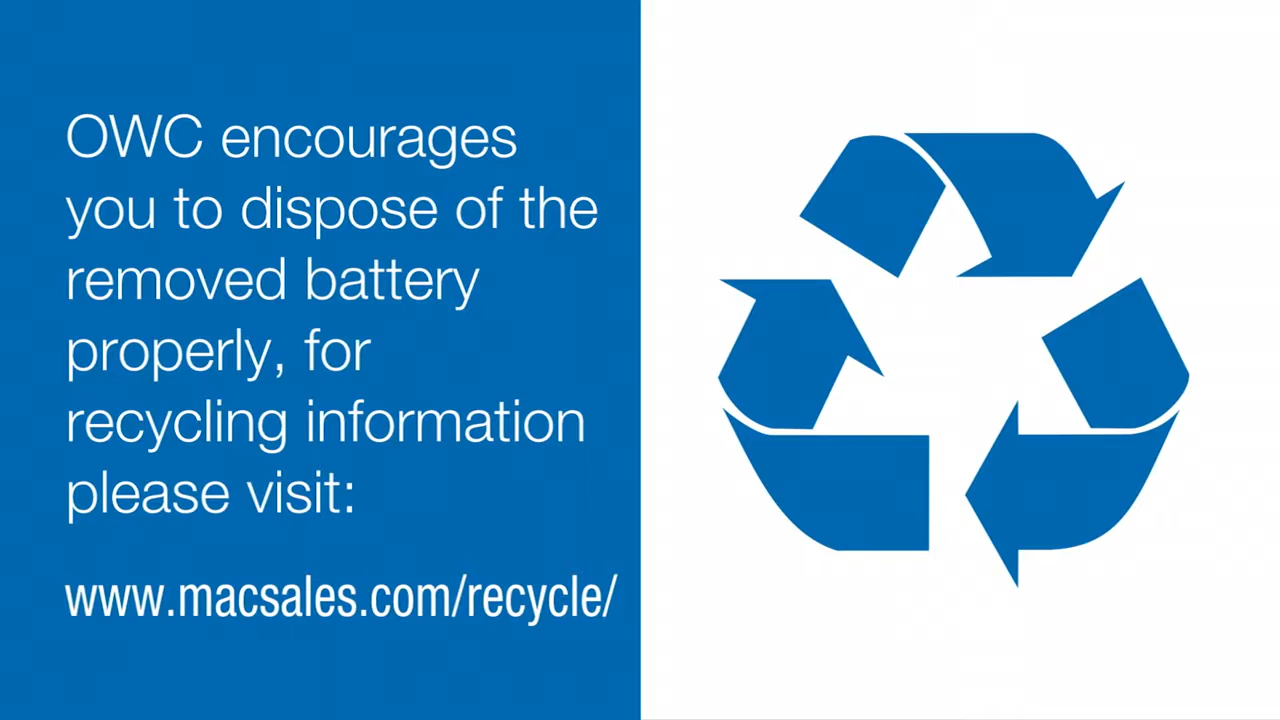 OWC encourages
you to dispose of the
removed battery
properly, for
recycling information
please visit:
www.macsales.com/recycle/